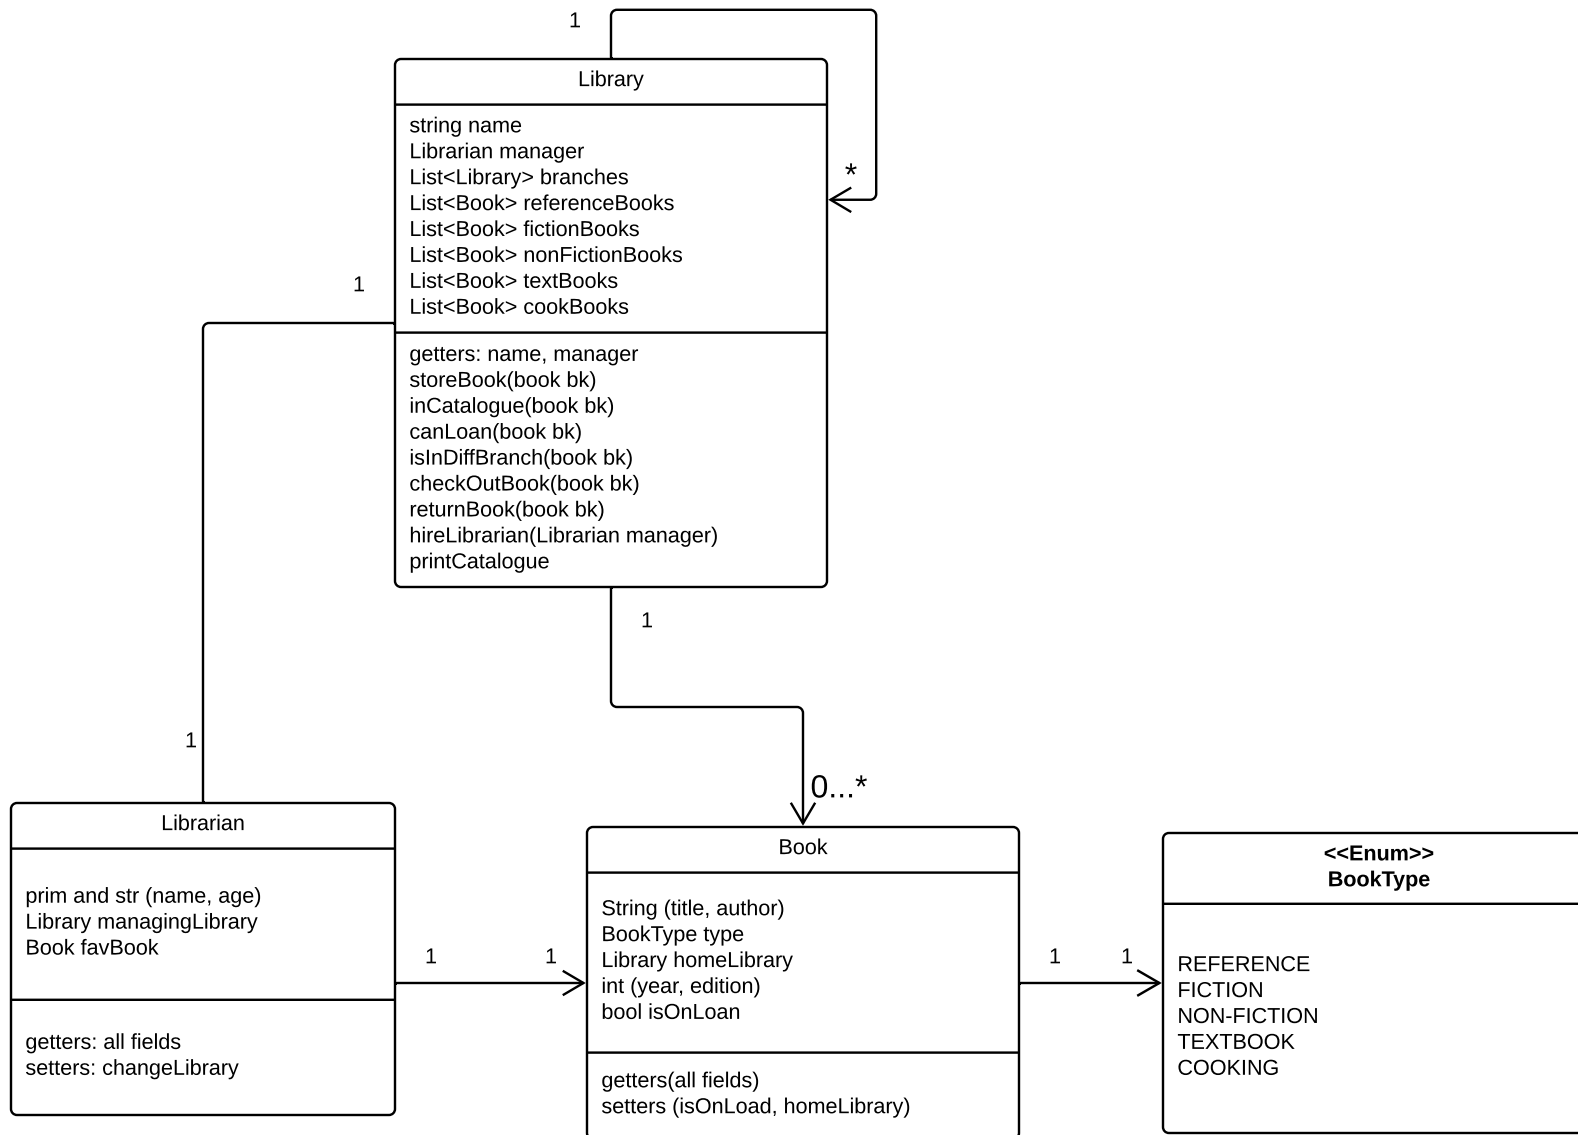 1
Library
string name
Librarian manager
List<Library> branches
*
List<Book> referenceBooks
List<Book> fictionBooks
List<Book> nonFictionBooks
List<Book> textBooks
List<Book> cookBooks
1
getters: name, manager
storeBook(book bk)
inCatalogue(book bk)
canLoan(book bk)
isInDiffBranch(book bk)
checkOutBook(book bk)
returnBook(book bk)
hireLibrarian(Librarian manager)
printCatalogue
1
1
0...*
Librarian
prim and str (name, age)
Library managingLibrary
Book favBook
getters: all fields
setters: changeLibrary
1
1
Book
String (title, author)
BookType type
Library homeLibrary
int (year, edition)
bool isOnLoan
getters(all fields)
setters (isOnLoad, homeLibrary)
1
1
<<Enum>>
BookType
REFERENCE
FICTION
NON-FICTION
TEXTBOOK
COOKING